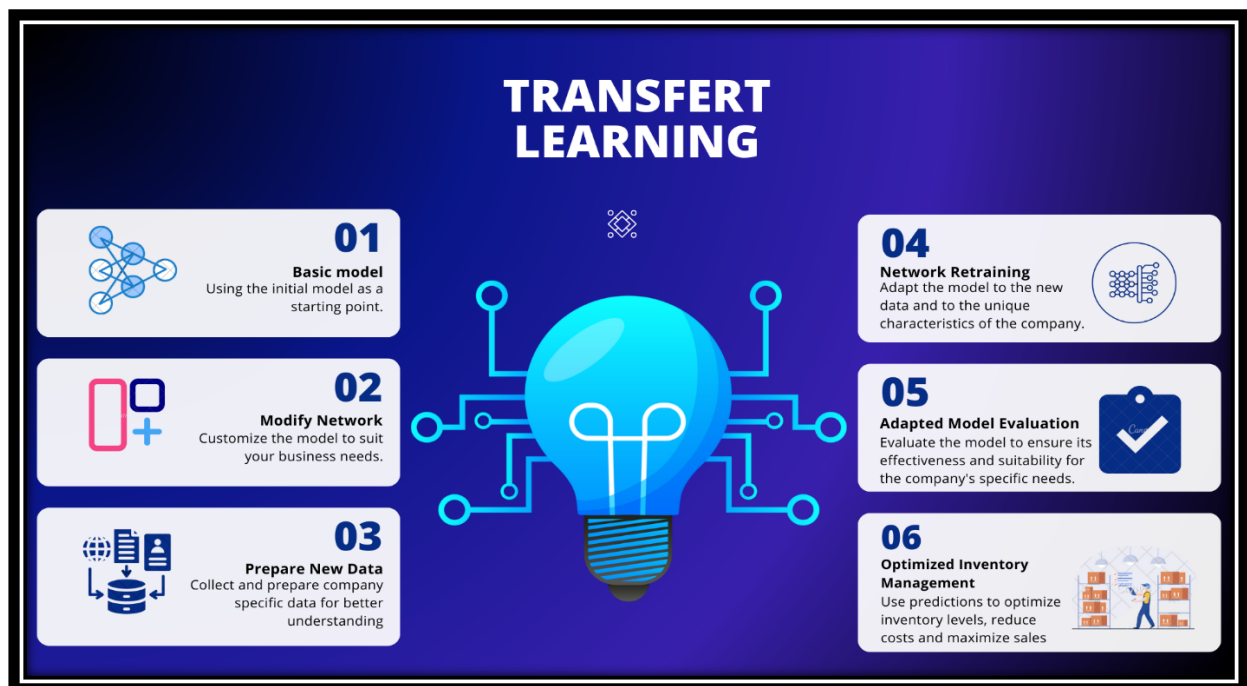 TRANSFERT
LEARNING
01
Basic model
Using the initial model as a
starting point.
02
Modify Network
Customize the model to suit
your business needs.
03
Prepare New Data
Collect and prepare company
specific data for better
understanding
04
Network Retraining
Adapt the model to the new
data and to the unique
characteristics of the company.
05
Adapted Model Evaluation
Evaluate the model to ensure its
effectiveness and suitability for
the company's specific needs.
06
Optimized Inventory
Management
Use predictions to optimize
inventory levels, reduce
costs and maximize sales